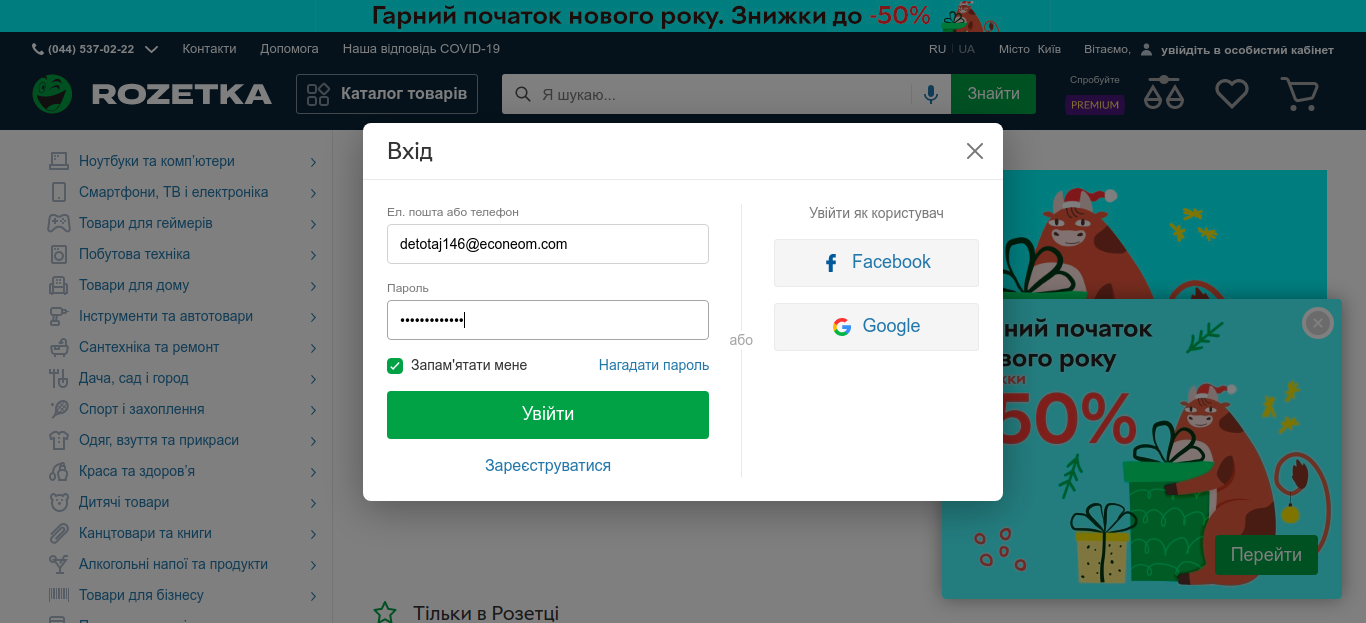 Гарний початок нового року. Знижки до -50%
(044) 537-02-22
Контакти
Допомога
Наша відповідь COVID-19
RU | UA
Місто Київ
Вітаємо, увійдіть в особистий кабінет
ROZETKA
Каталог товарів
Я шукаю...
Знайти
Спробуйте
PREMIUM
Ноутбуки та комп'ютери
Смартфони, ТВ і електроніка
Товари для геймерів
Побутова техніка
Товари для дому
Інструменти та автотовари
Сантехніка та ремонт
Дача, сад і город
Спорт і захоплення
Одяг, взуття та прикраси
Краса та здоров'я
Дитячі товари
Канцтовари та книги
Алкогольні напої та продукти
Товари для бізнесу
Вхід
Ел. пошта або телефон
detotaj146@econeom.com
Пароль
•••••••••••••
Запам'ятати мене
Нагадати пароль
Увійти
Зареєструватися
або
Увійти як користувач
Facebook
Google
ний початок
вого року
жки
50%
Перейти
Тільки в Розетці